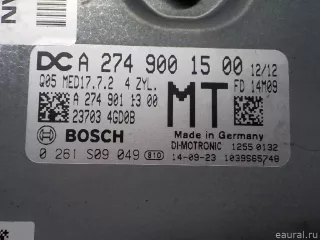 NA
DC A 274 900 15 00 12/12
Q05 MED17.7.2 4 ZYL. FD 14M09
A 274 901 13 00 MT
23703 4GD0B
BOSCH Made in Germany
DI-MOTRONIC 1255 0132
0 261 S09 049 810 14-09-23 1039S65748
eaural.ru